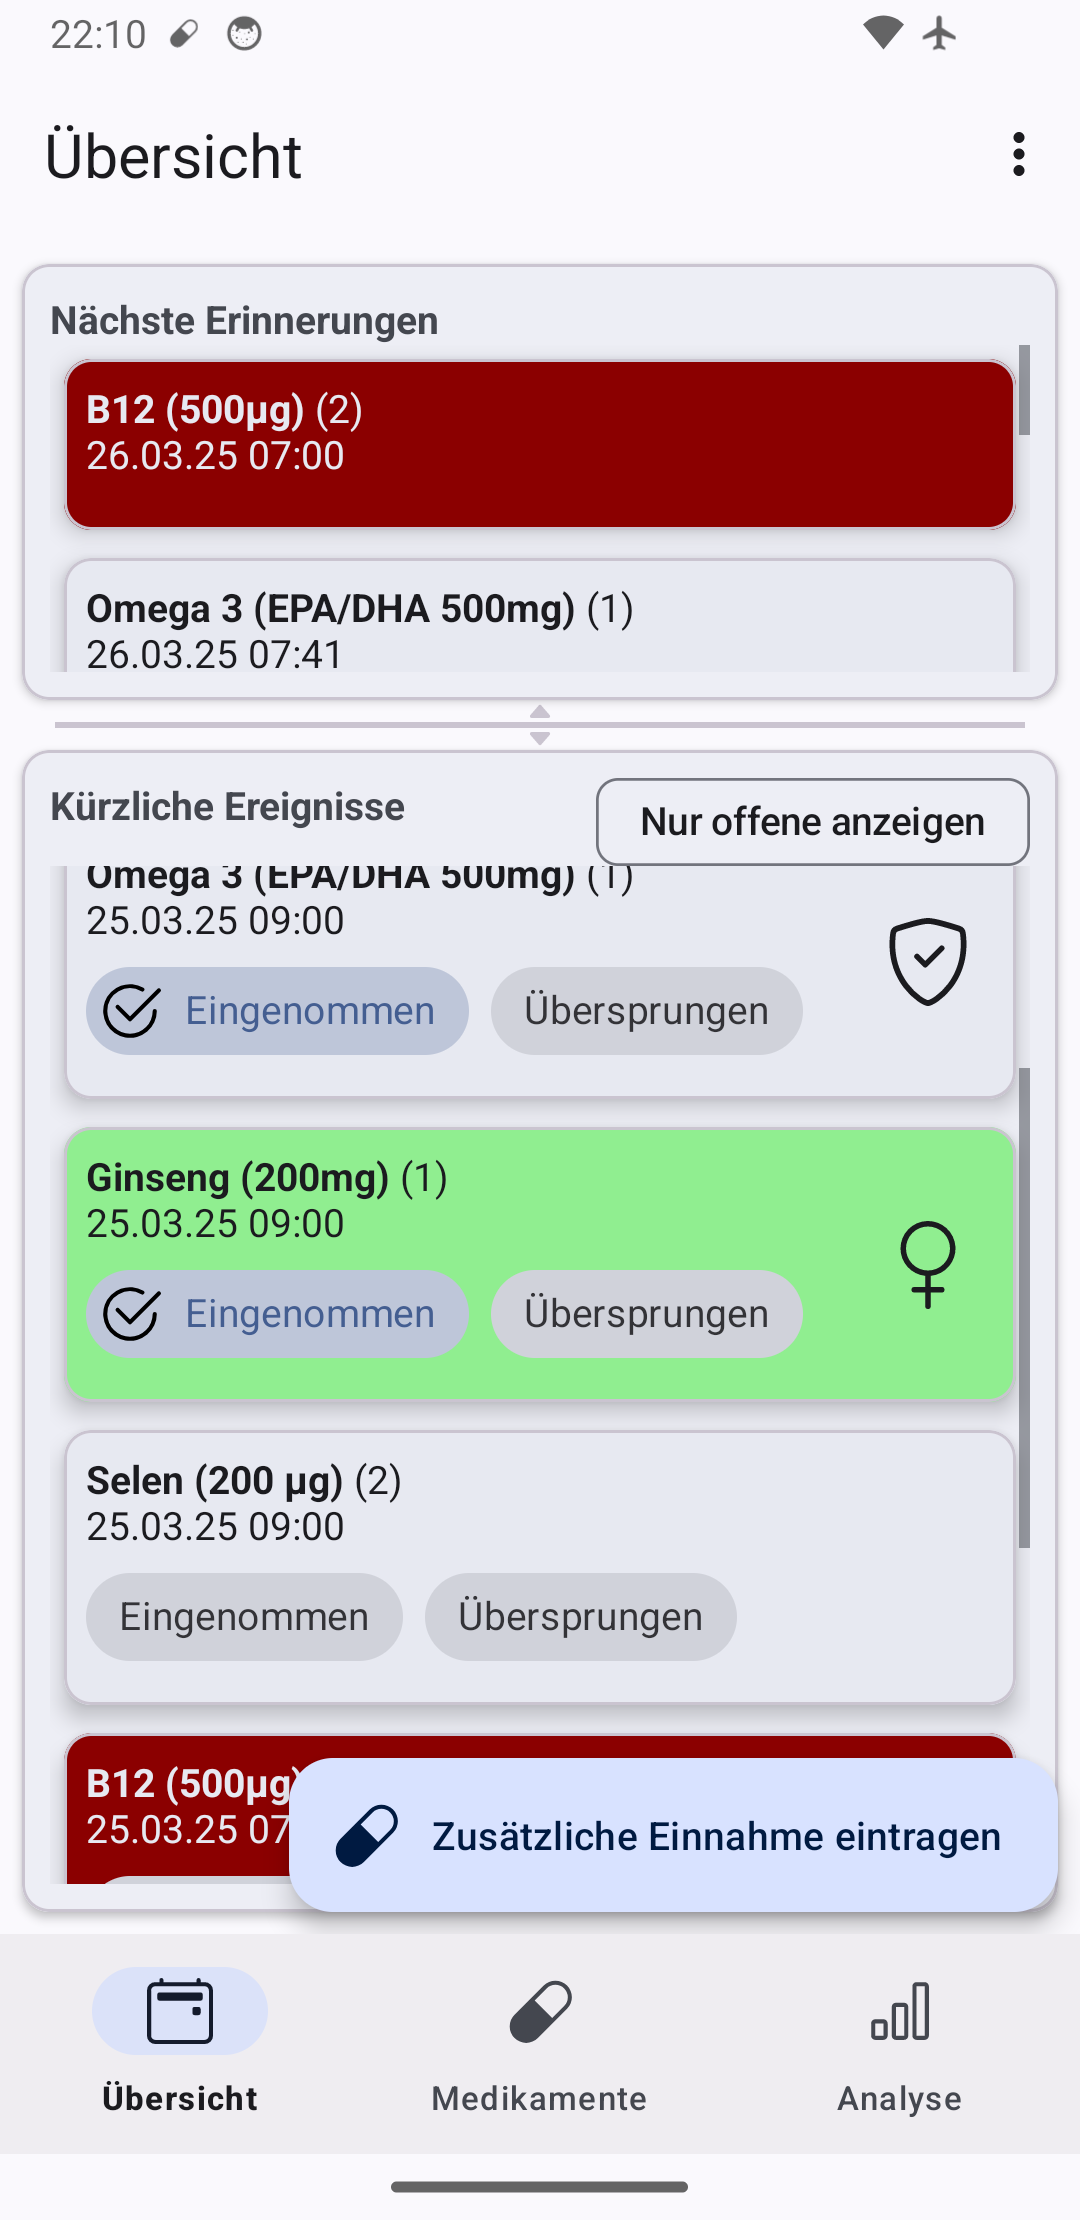 22:10
Übersicht
Nächste Erinnerungen
B12 (500µg) (2)
26.03.25 07:00
Omega 3 (EPA/DHA 500mg) (1)
26.03.25 07:41
Kürzliche Ereignisse
Nur offene anzeigen
Omega 3 (EPA/DHA 500mg) (1)
25.03.25 09:00
Eingenommen
Übersprungen
Ginseng (200mg) (1)
25.03.25 09:00
Eingenommen
Übersprungen
Selen (200 µg) (2)
25.03.25 09:00
Eingenommen
Übersprungen
B12 (500µg)
25.03.25 07
Zusätzliche Einnahme eintragen
Übersicht
Medikamente
Analyse